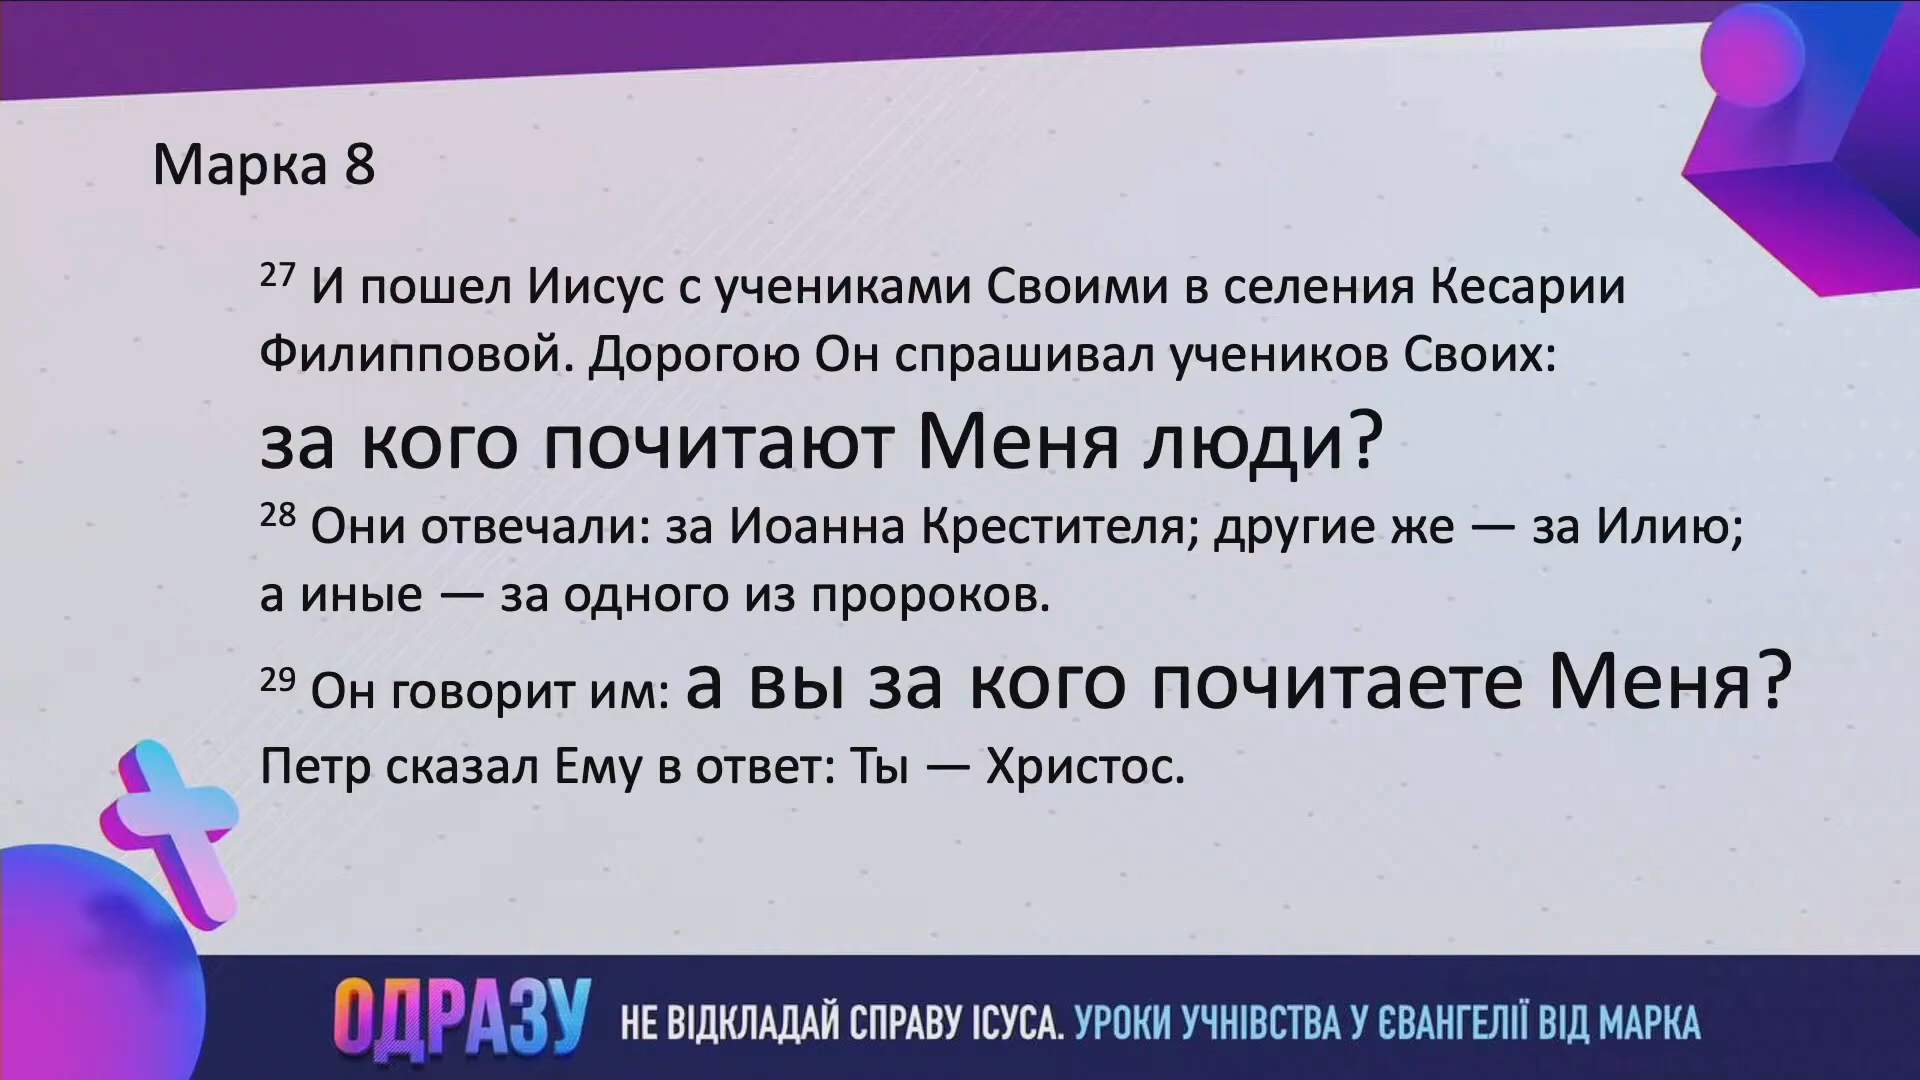 Марка 8
27 И пошел Иисус с учениками Своими в селения Кесарии
Филипповой. Дорогою Он спрашивал учеников Своих:
за кого почитают Меня люди?
28 Они отвечали: за Иоанна Крестителя; другие же — за Илию;
а иные — за одного из пророков.
29 Он говорит им: а вы за кого почитаете Меня?
Петр сказал Ему в ответ: Ты — Христос.
ОДРАЗУ НЕ ВІДКЛАДАЙ СПРАВУ ІСУСА. УРОКИ УЧНІВСТВА У ЄВАНГЕЛІЇ ВІД МАРКА